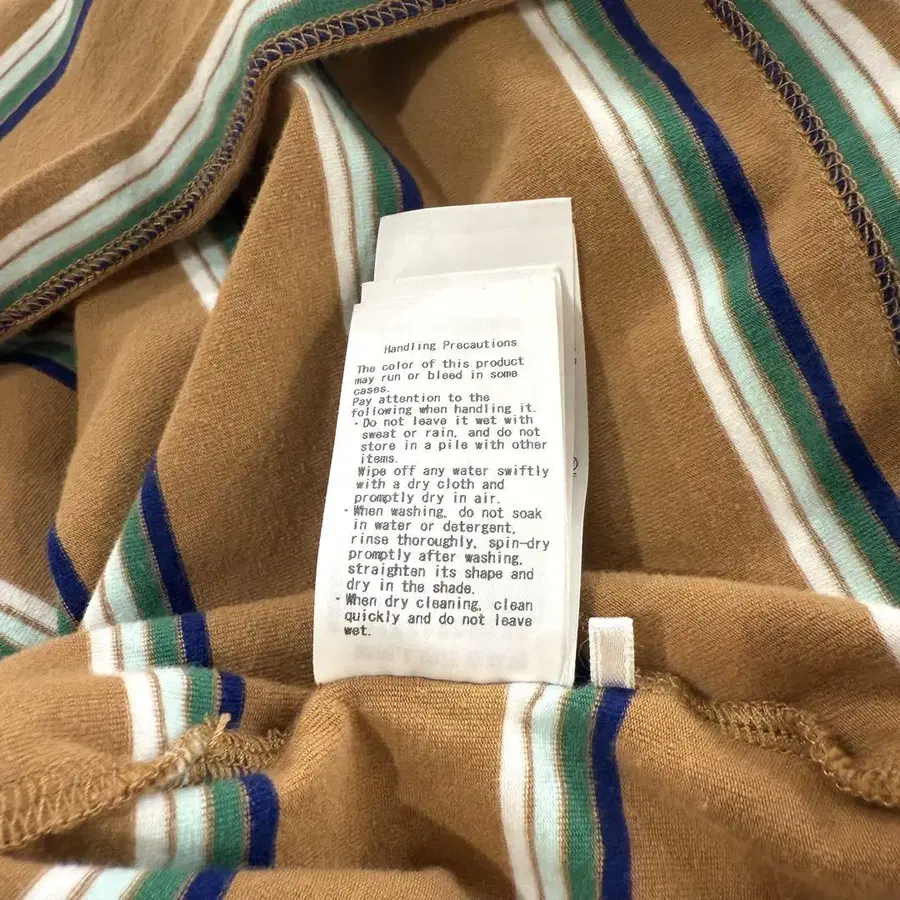 Handling Precautions
The color of this product
may run or bleed in some
cases.
Pay attention to the
following when handling it.
・Do not leave it wet with
sweat or rain, and do not
store in a pile with other
items.
Wipe off any water swiftly
with a dry cloth and
promptly dry in air.
・When washing, do not soak
in water or detergent,
rinse thoroughly, spin-dry
promptly after washing,
straighten its shape and
dry in the shade.
・When dry cleaning, clean
quickly and do not leave
wet.